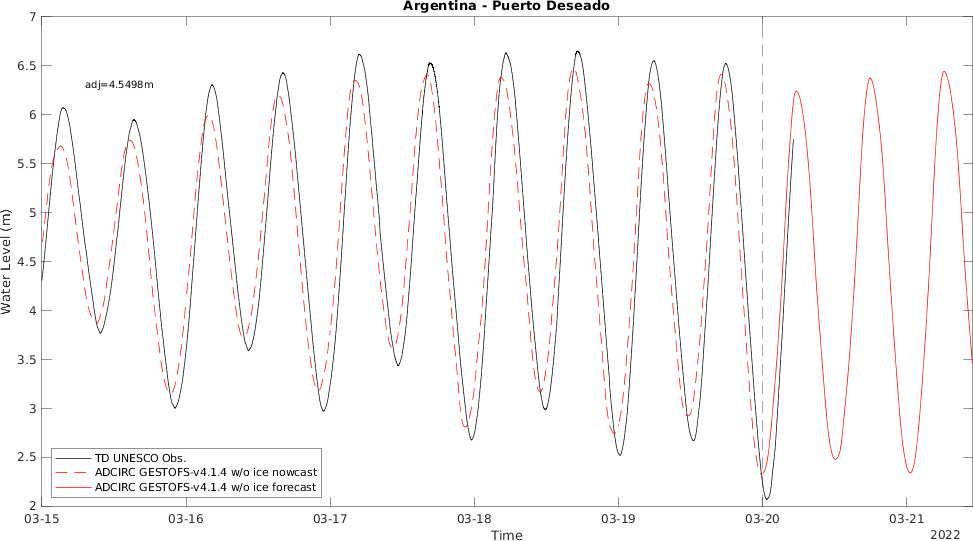 Argentina - Puerto Deseado
7
6.5
adj=4.5498m
6
5.5
5
Water Level (m)
4.5
4
3.5
3
2.5
2
TD UNESCO Obs.
ADCIRC GESTOFS-v4.1.4 w/o ice nowcast
ADCIRC GESTOFS-v4.1.4 w/o ice forecast
03-15 03-16 03-17 03-18 03-19 03-20 03-21
Time
2022